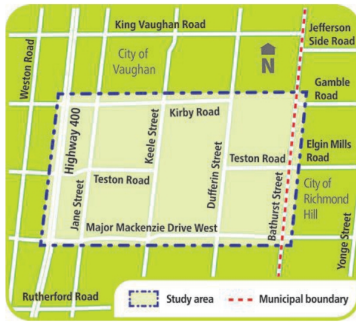 King Vaughan Road
Jefferson
Side Road
Weston Road
City of
Vaughan
N
Gamble
Road
Highway 400
Kirby Road
Keele Street
Dufferin Street
Elgin Mills
Road
Teston Road
Jane Street
Teston Road
Bathurst Street
City of
Richmond
Hill
Major Mackenzie Drive West
Yonge Street
Rutherford Road
Study area
Municipal boundary